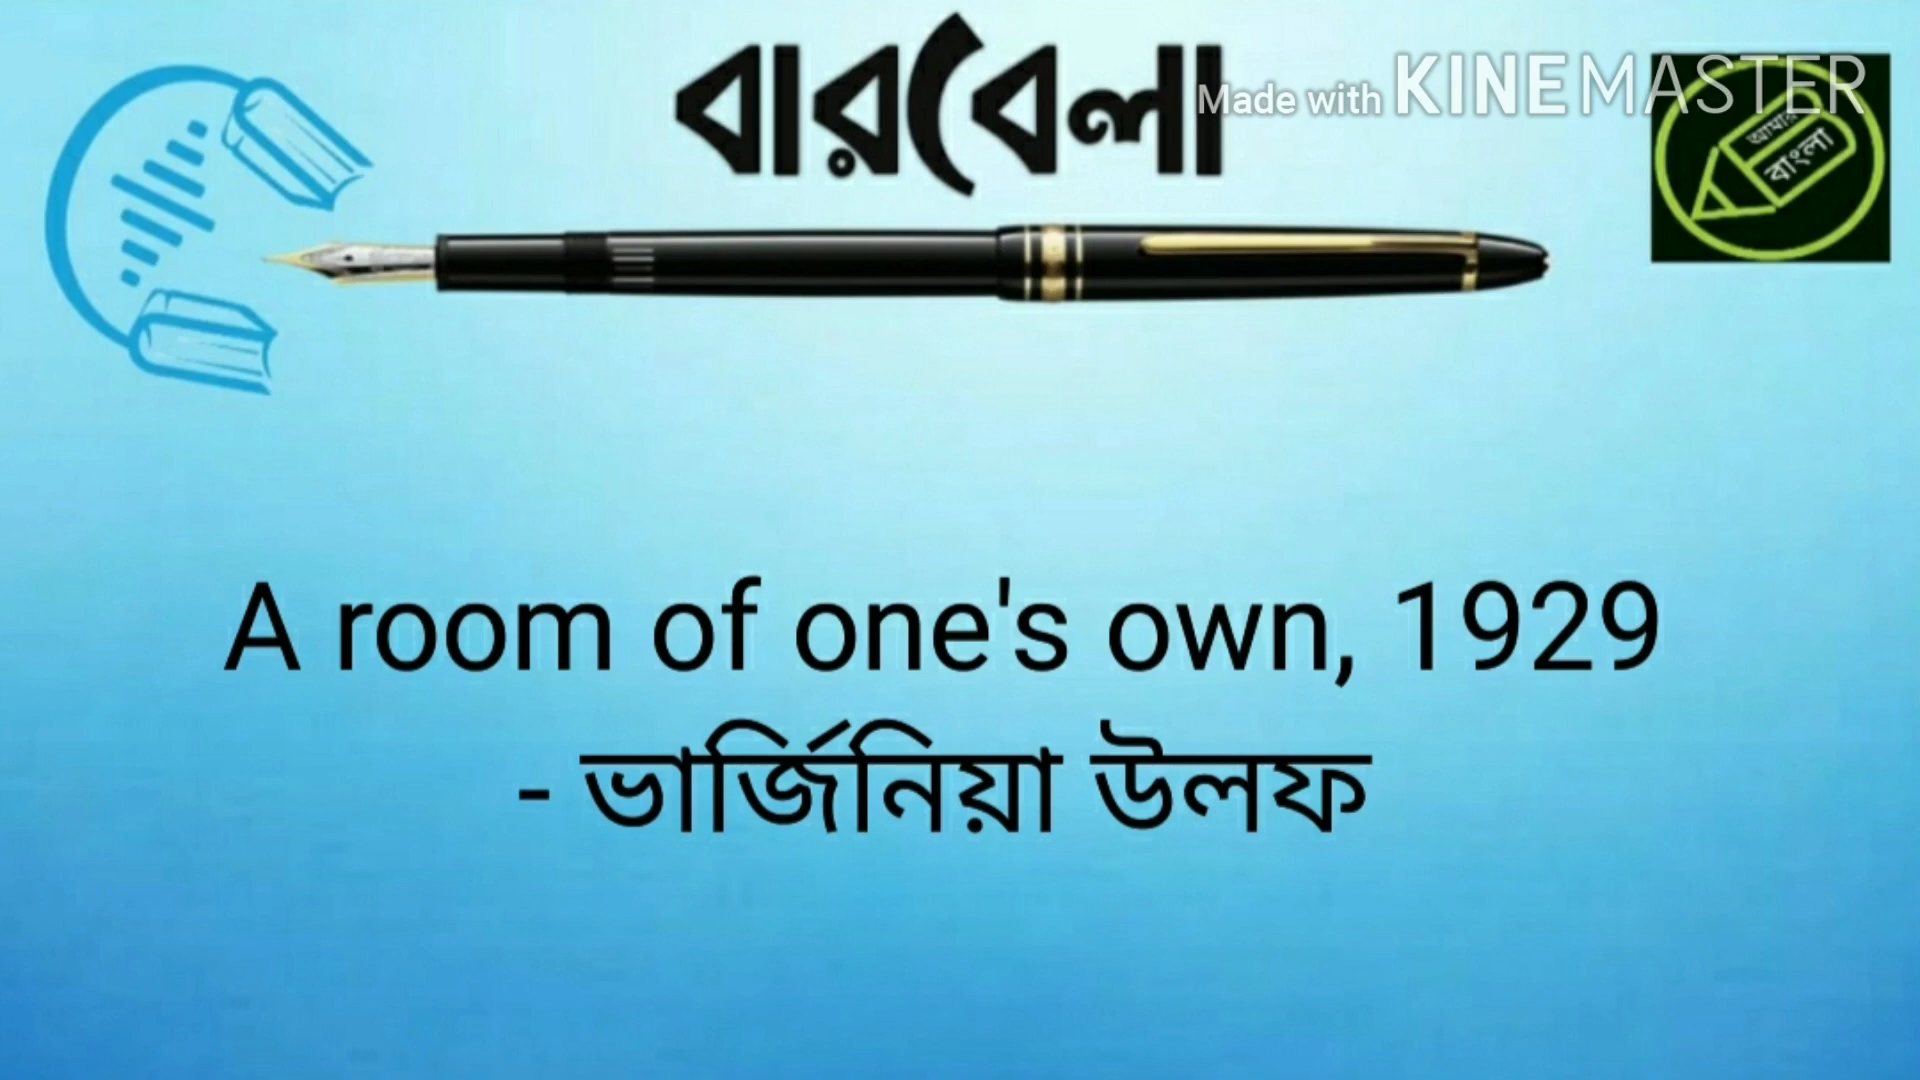 বারবেলা
Made with KINEMASTER
আমার
বাংলা
A room of one's own, 1929
- ভার্জিনিয়া উলফ